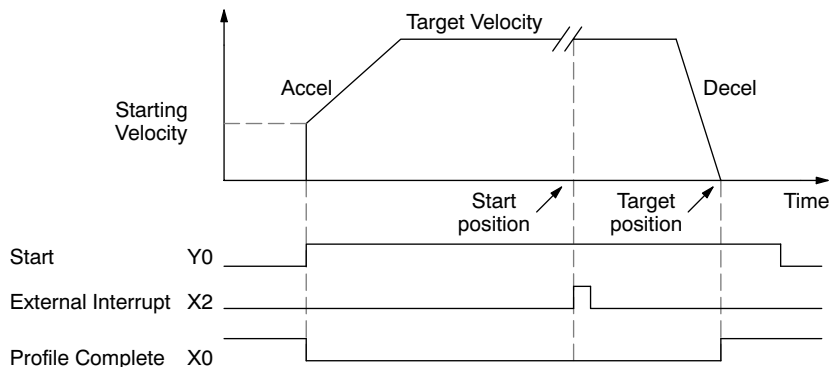 Target Velocity
Accel
Decel
Starting
Velocity
Start
position
Target
position
Time
Start Y0
External Interrupt X2
Profile Complete X0